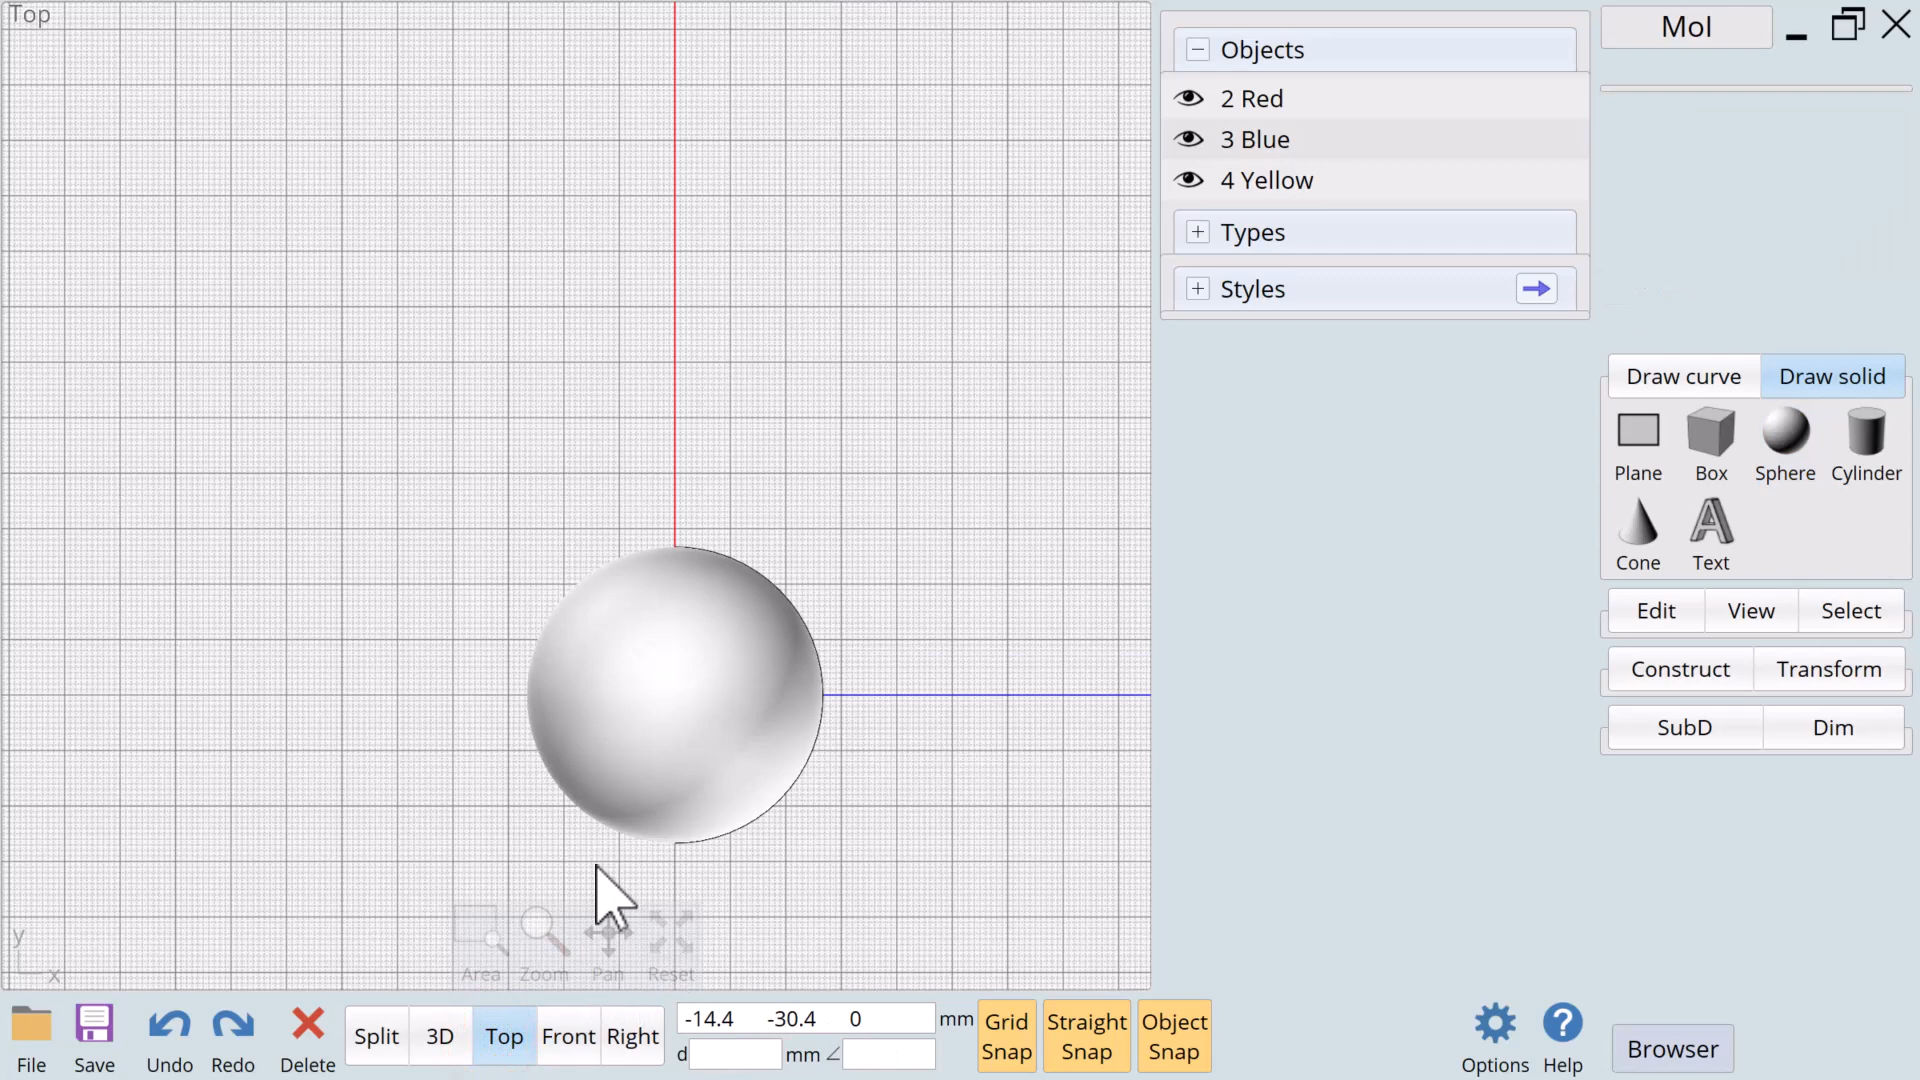 Top
Objects
2 Red
3 Blue
4 Yellow
Types
Styles
MoI
Draw curve Draw solid
Plane Box Sphere Cylinder
Cone Text
Edit View Select
Construct Transform
SubD Dim
y
x
Area Zoom Pan Reset
File Save Undo Redo Delete
Split 3D Top Front Right
-14.4 -30.4 0 mm
d mm ∠
Grid Snap
Straight Snap
Object Snap
Options Help
Browser